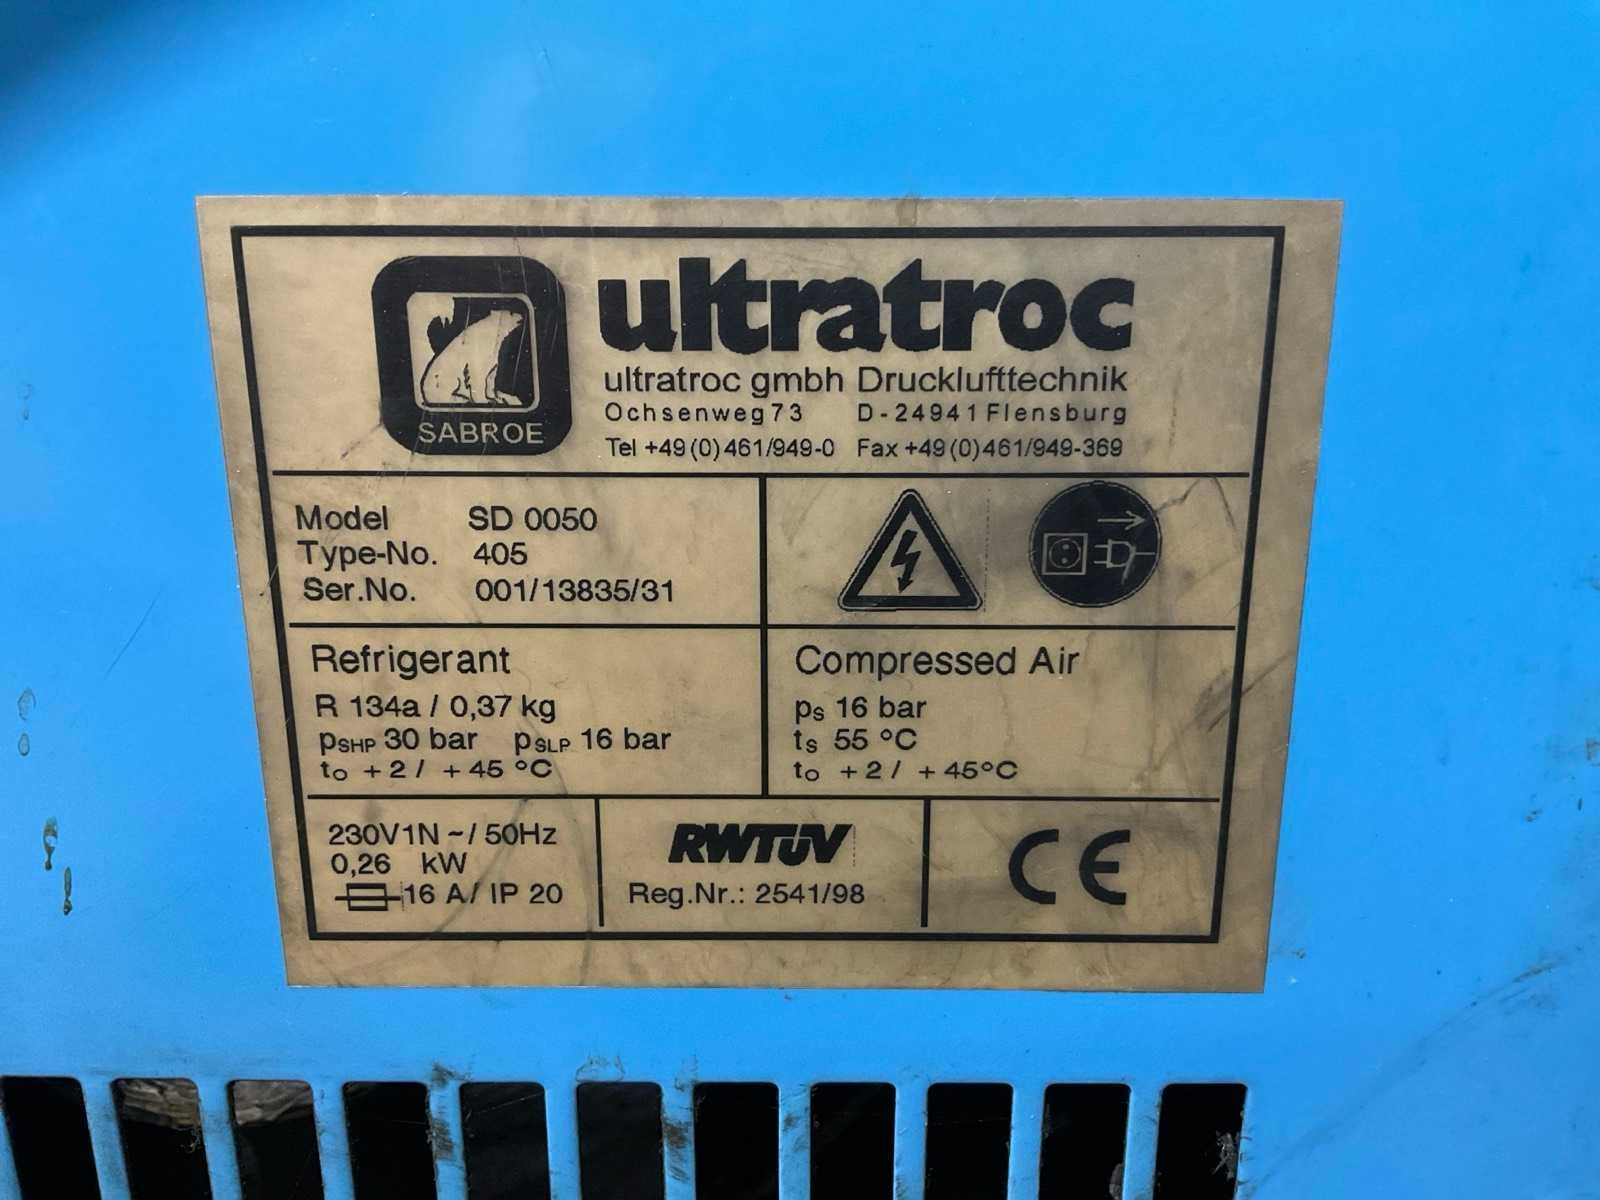 SABROE
ultratroc
ultratroc gmbh Drucklufttechnik
Ochsenweg 73 D-24941 Flensburg
Tel +49 (0) 461/949-0 Fax +49 (0) 461/949-369
Model SD 0050
Type-No. 405
Ser.No. 001/13835/31
Refrigerant
R 134a / 0,37 kg
pSHP 30 bar pSLP 16 bar
to +2 / +45 °C
Compressed Air
ps 16 bar
ts 55 °C
to +2 / +45°C
230V1N ~ / 50Hz
0,26 kW
16 A / IP 20
RWTÜV
Reg.Nr.: 2541/98
CE